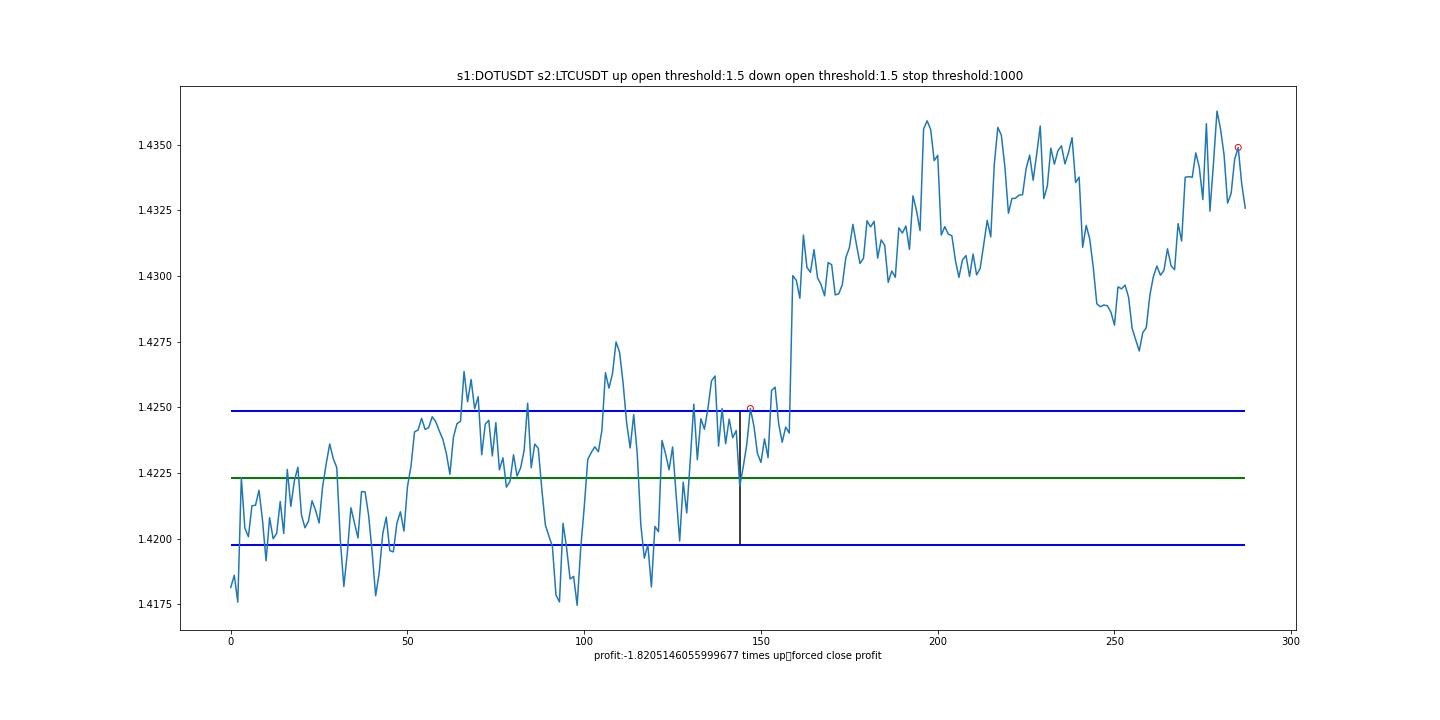 s1:DOTUSDT s2:LTCUSDT up open threshold:1.5 down open threshold:1.5 stop threshold:1000
1.4350
1.4325
1.4300
1.4275
1.4250
1.4225
1.4200
1.4175
0 50 100 150 200 250 300
profit:-1.8205146055999677 times up▯forced close profit